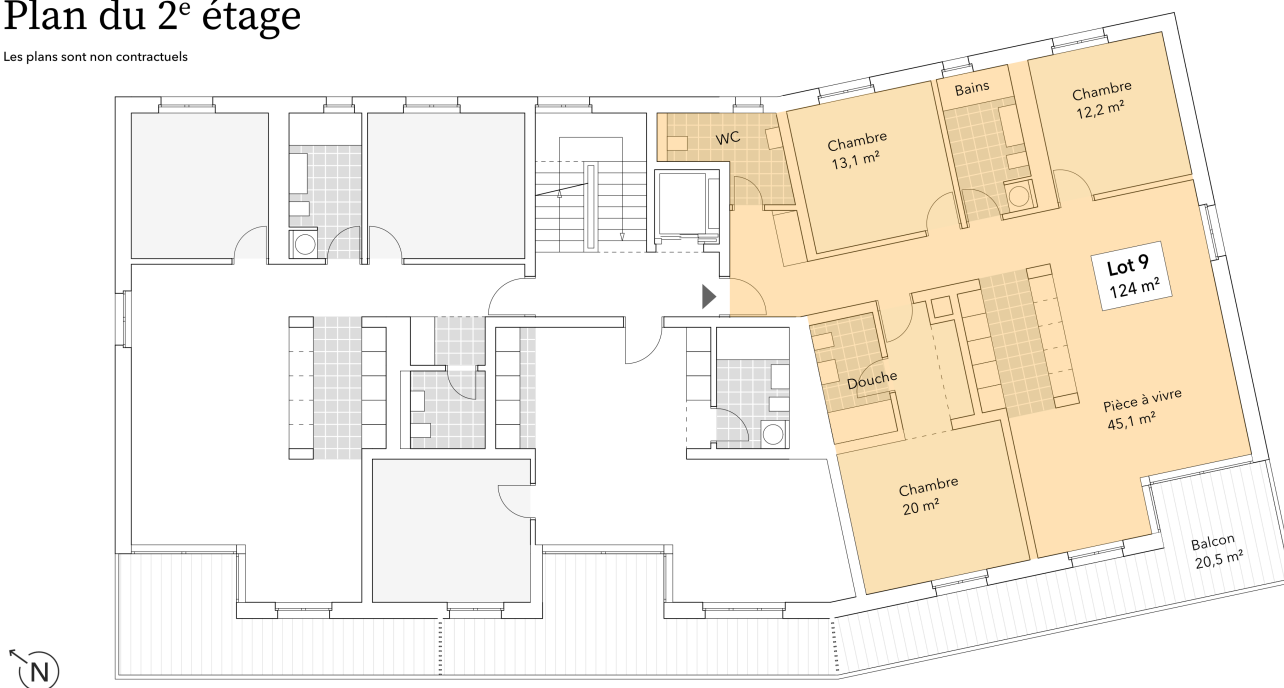 Plan du 2e étage
Les plans sont non contractuels
WC
Chambre
13,1 m²
Bains
Chambre
12,2 m²
Lot 9
124 m²
Douche
Pièce à vivre
45,1 m²
Chambre
20 m²
Balcon
20,5 m²
N